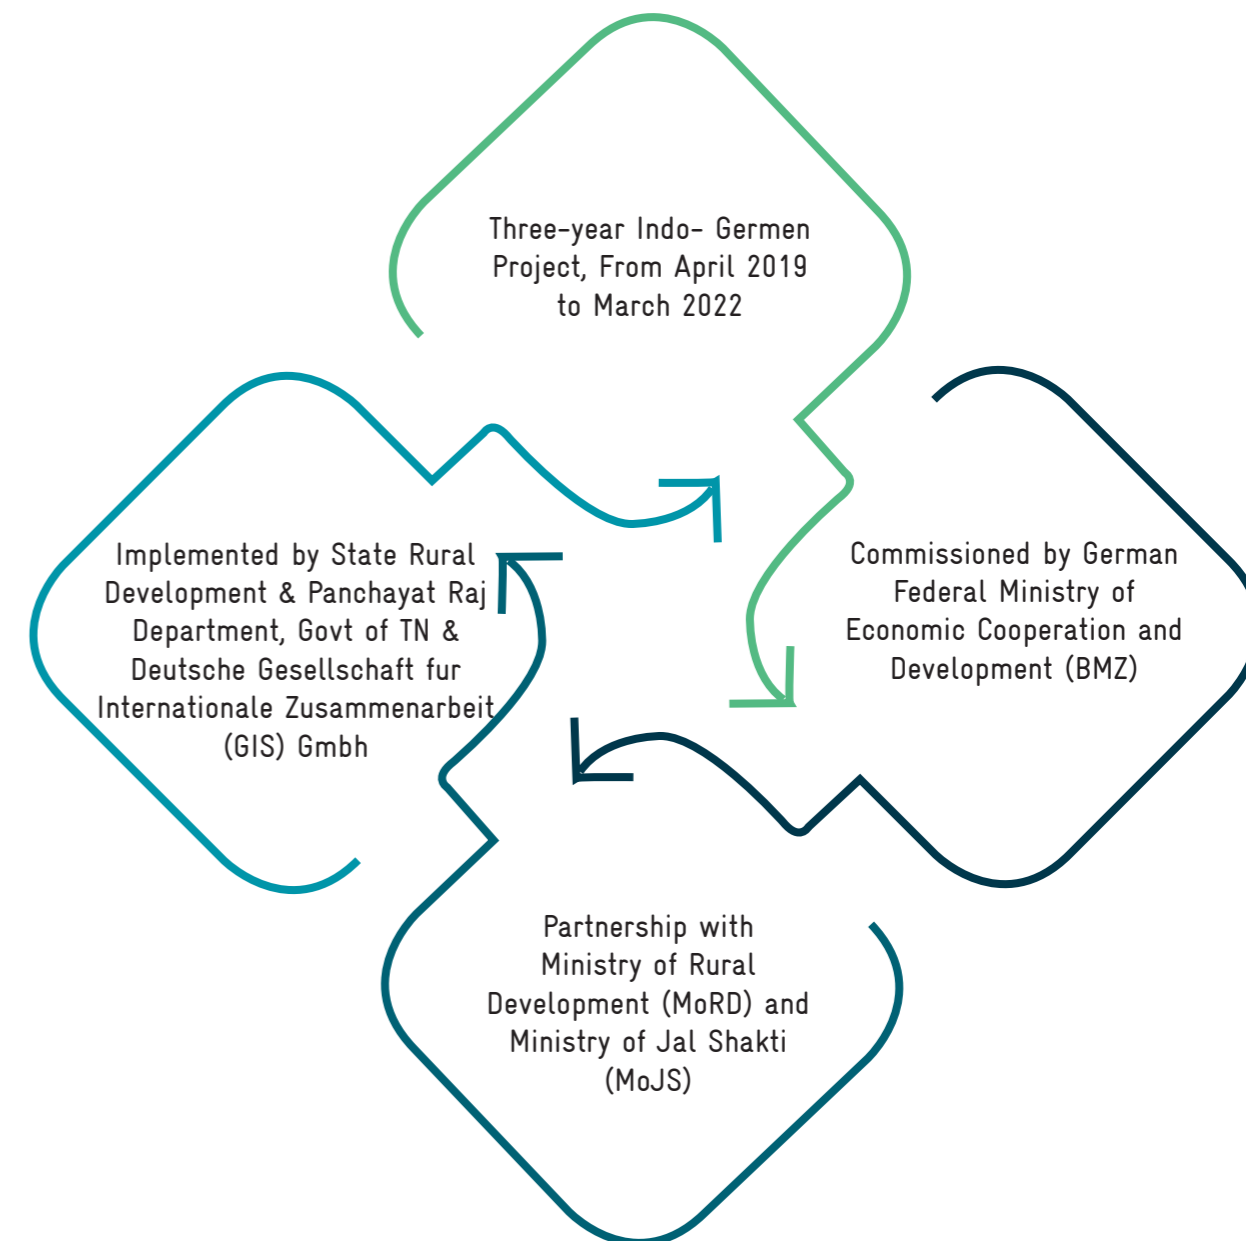 Three-year Indo- Germen
Project, From April 2019
to March 2022
Implemented by State Rural
Development & Panchayat Raj
Department, Govt of TN &
Deutsche Gesellschaft fur
Internationale Zusammenarbeit
(GIS) Gmbh
Commissioned by German
Federal Ministry of
Economic Cooperation and
Development (BMZ)
Partnership with
Ministry of Rural
Development (MoRD) and
Ministry of Jal Shakti
(MoJS)